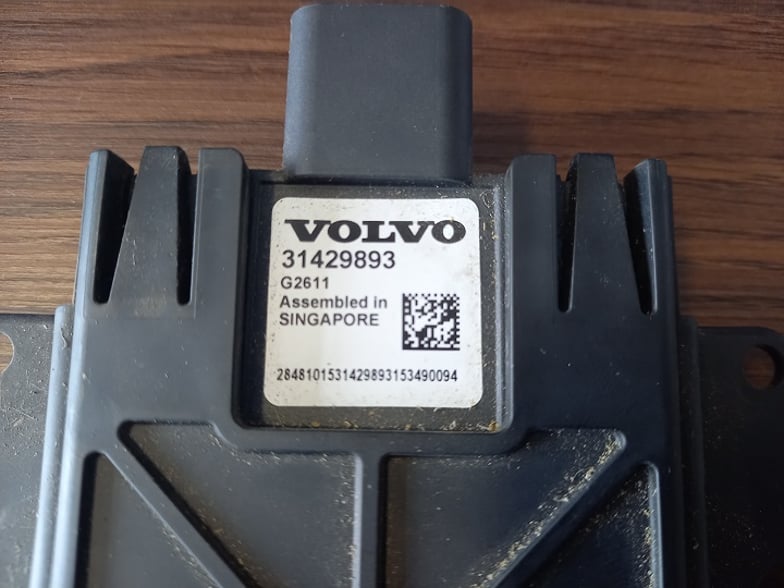 VOLVO
31429893
G2611
Assembled in
SINGAPORE
2848101531429893153490094